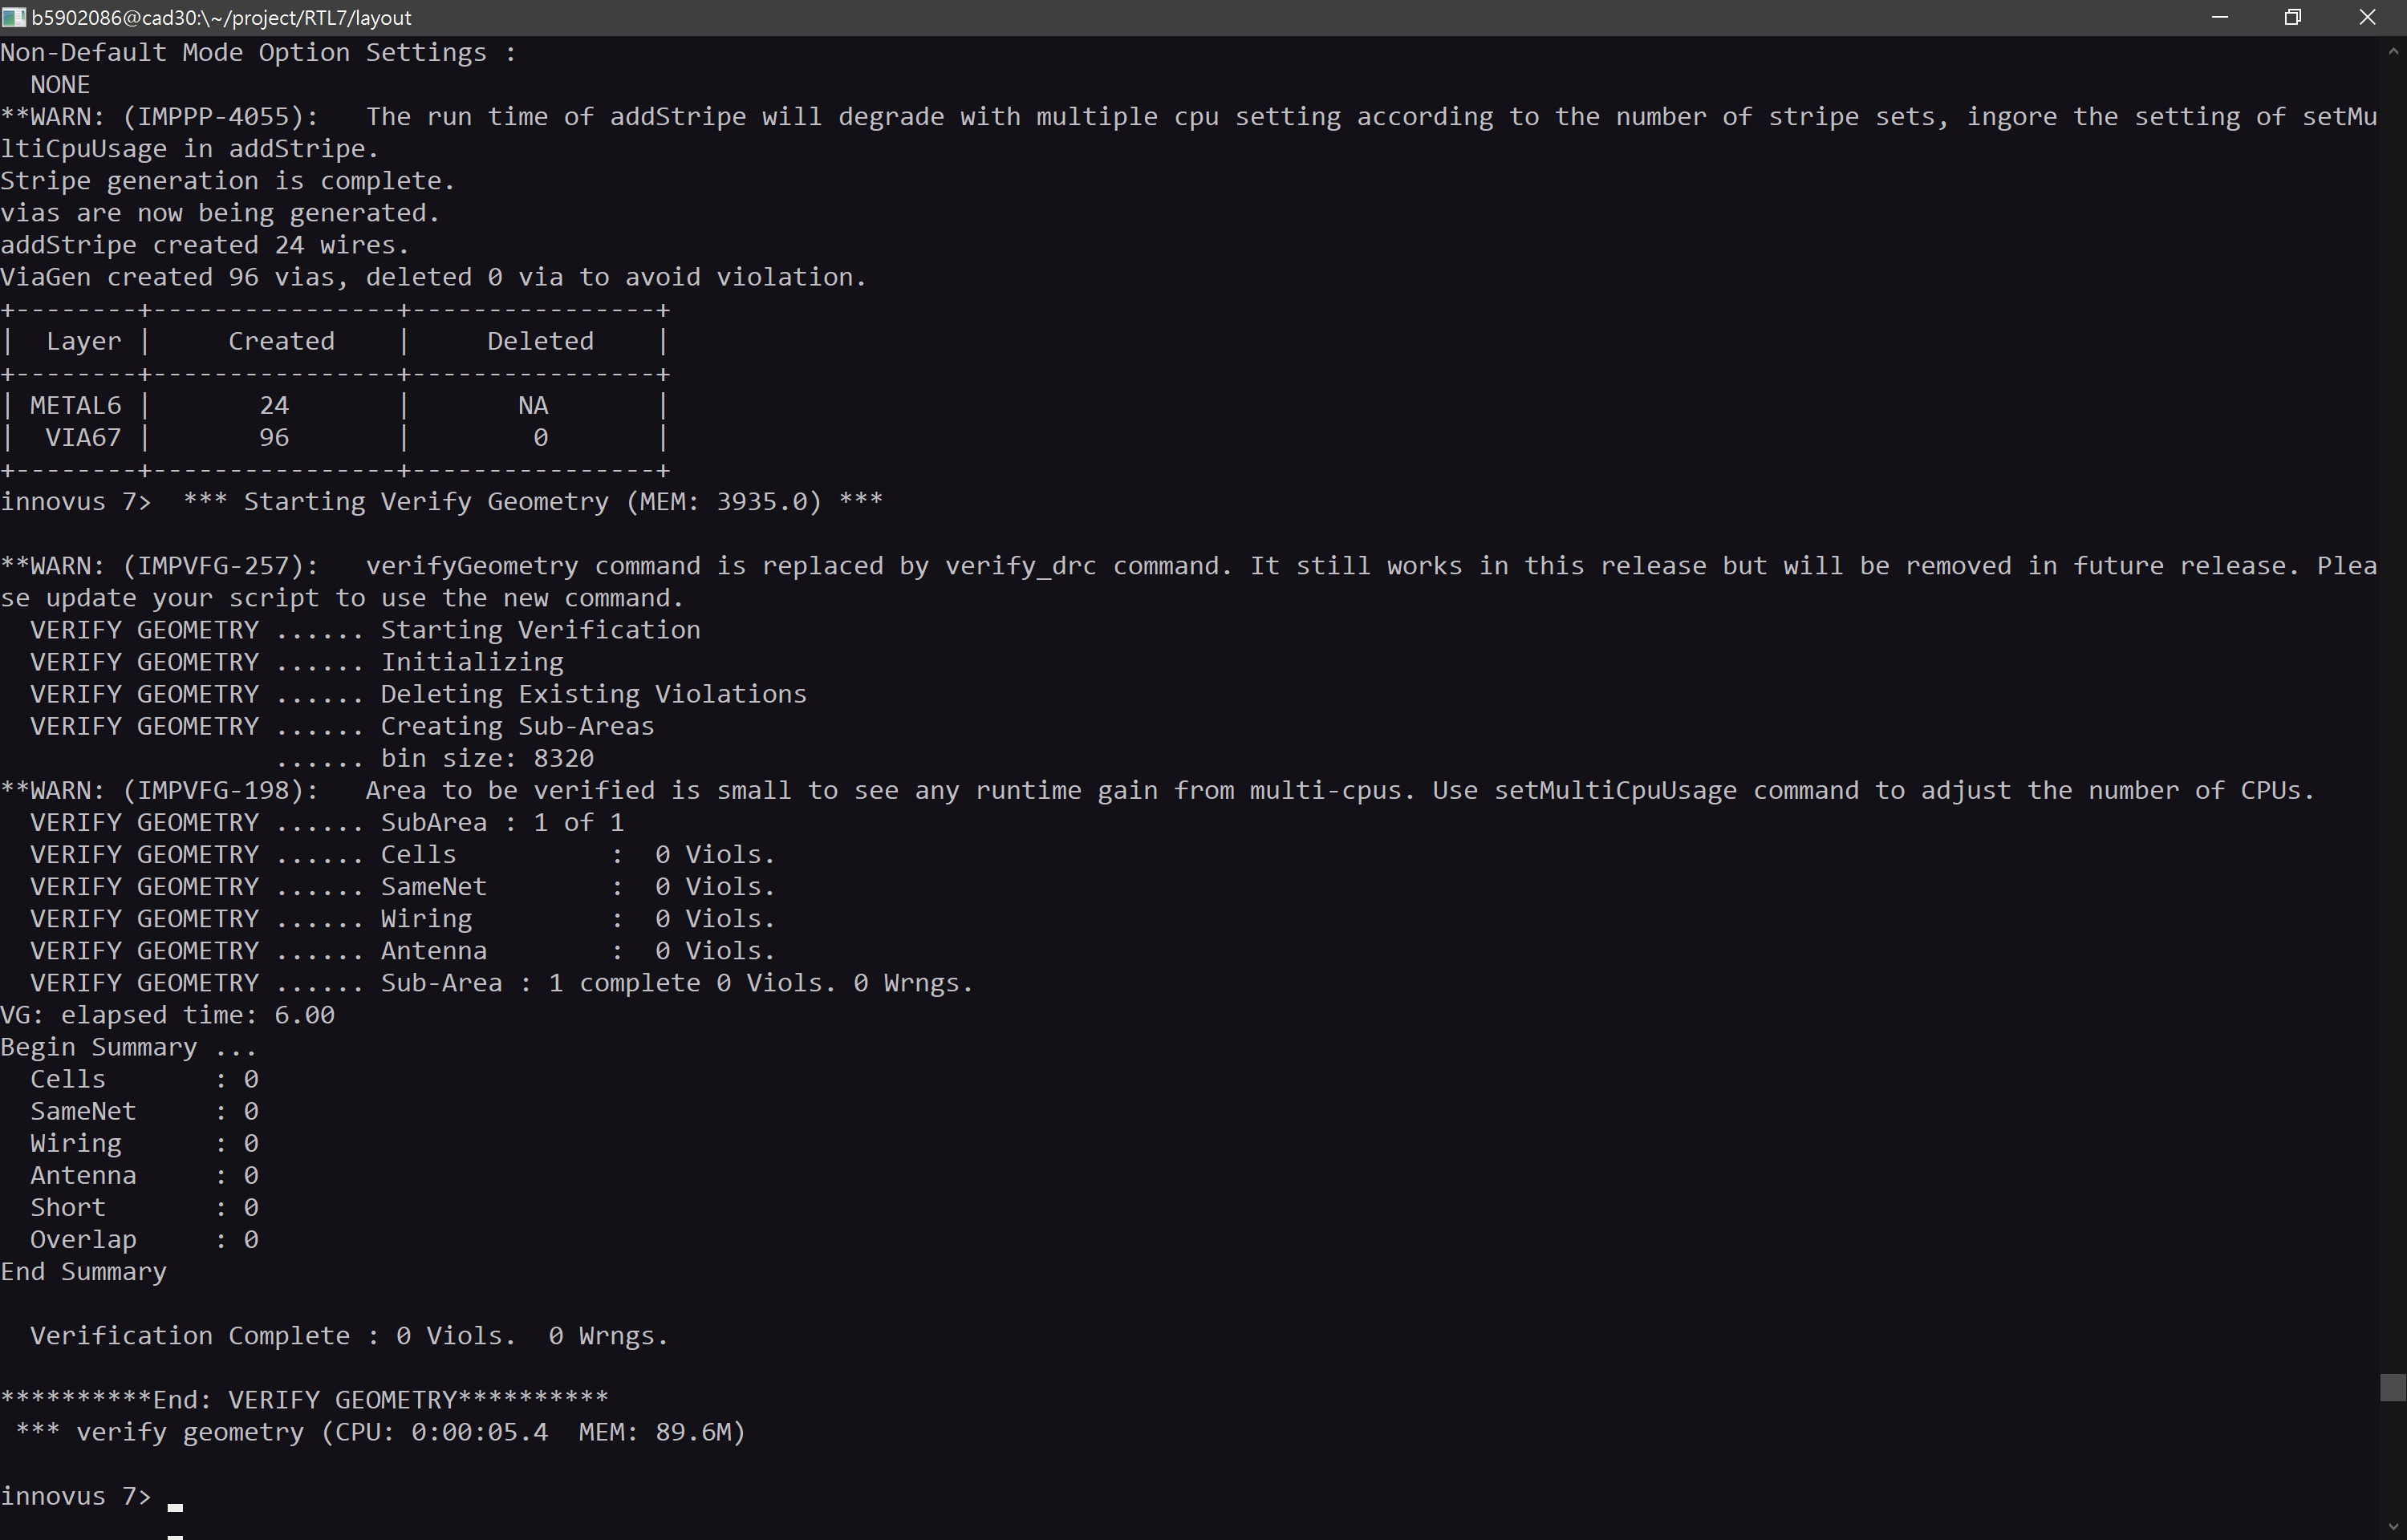 b5902086@cad30:\~/project/RTL7/layout
Non-Default Mode Option Settings :
  NONE
**WARN: (IMPPP-4055):   The run time of addStripe will degrade with multiple cpu setting according to the number of stripe sets, ingore the setting of setMu
ltiCpuUsage in addStripe.
Stripe generation is complete.
vias are now being generated.
addStripe created 24 wires.
ViaGen created 96 vias, deleted 0 via to avoid violation.
+--------+----------------+----------------+
|  Layer |     Created    |     Deleted    |
+--------+----------------+----------------+
| METAL6 |       24       |       NA       |
|  VIA67 |       96       |        0       |
+--------+----------------+----------------+
innovus 7>  *** Starting Verify Geometry (MEM: 3935.0) ***

**WARN: (IMPVFG-257):   verifyGeometry command is replaced by verify_drc command. It still works in this release but will be removed in future release. Plea
se update your script to use the new command.
  VERIFY GEOMETRY ...... Starting Verification
  VERIFY GEOMETRY ...... Initializing
  VERIFY GEOMETRY ...... Deleting Existing Violations
  VERIFY GEOMETRY ...... Creating Sub-Areas
                  ...... bin size: 8320
**WARN: (IMPVFG-198):   Area to be verified is small to see any runtime gain from multi-cpus. Use setMultiCpuUsage command to adjust the number of CPUs.
  VERIFY GEOMETRY ...... SubArea : 1 of 1
  VERIFY GEOMETRY ...... Cells          :  0 Viols.
  VERIFY GEOMETRY ...... SameNet        :  0 Viols.
  VERIFY GEOMETRY ...... Wiring         :  0 Viols.
  VERIFY GEOMETRY ...... Antenna        :  0 Viols.
  VERIFY GEOMETRY ...... Sub-Area : 1 complete 0 Viols. 0 Wrngs.
VG: elapsed time: 6.00
Begin Summary ...
  Cells       : 0
  SameNet     : 0
  Wiring      : 0
  Antenna     : 0
  Short       : 0
  Overlap     : 0
End Summary

  Verification Complete : 0 Viols.  0 Wrngs.

**********End: VERIFY GEOMETRY**********
 *** verify geometry (CPU: 0:00:05.4  MEM: 89.6M)

innovus 7>